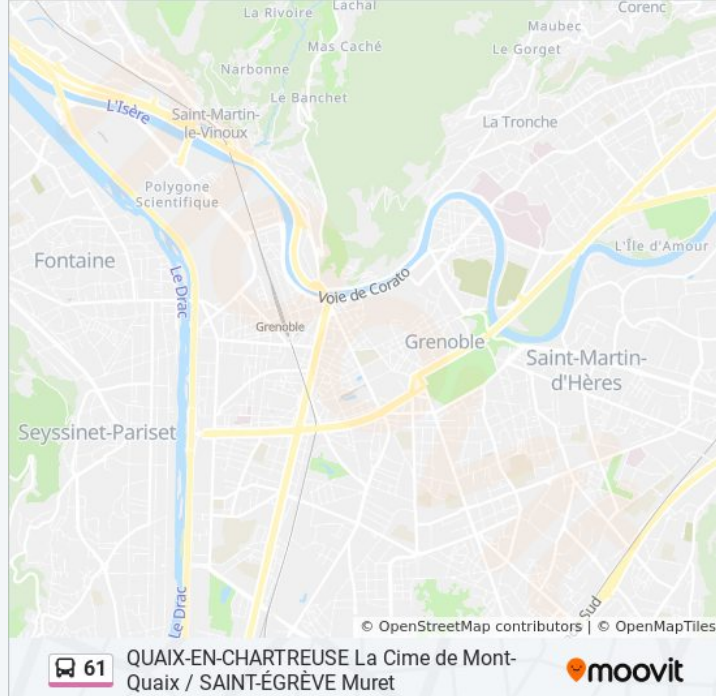 La Rivoire
Lachal
Corenc
Maubec
Mas Caché
Le Gorget
Narbonne
Le Banchet
L'Isère
Saint-Martin-
le-Vinoux
La Tronche
Polygone
Scientifique
L'Île d'Amour
Fontaine
Le Drac
Voie de Corato
Grenoble
Grenoble
Saint-Martin-
d'Hères
Seyssinet-Pariset
Le Drac
Sud
© OpenStreetMap contributors | © OpenMapTiles
61
QUAIX-EN-CHARTREUSE La Cime de Mont-
Quaix / SAINT-ÉGRÈVE Muret
moovit